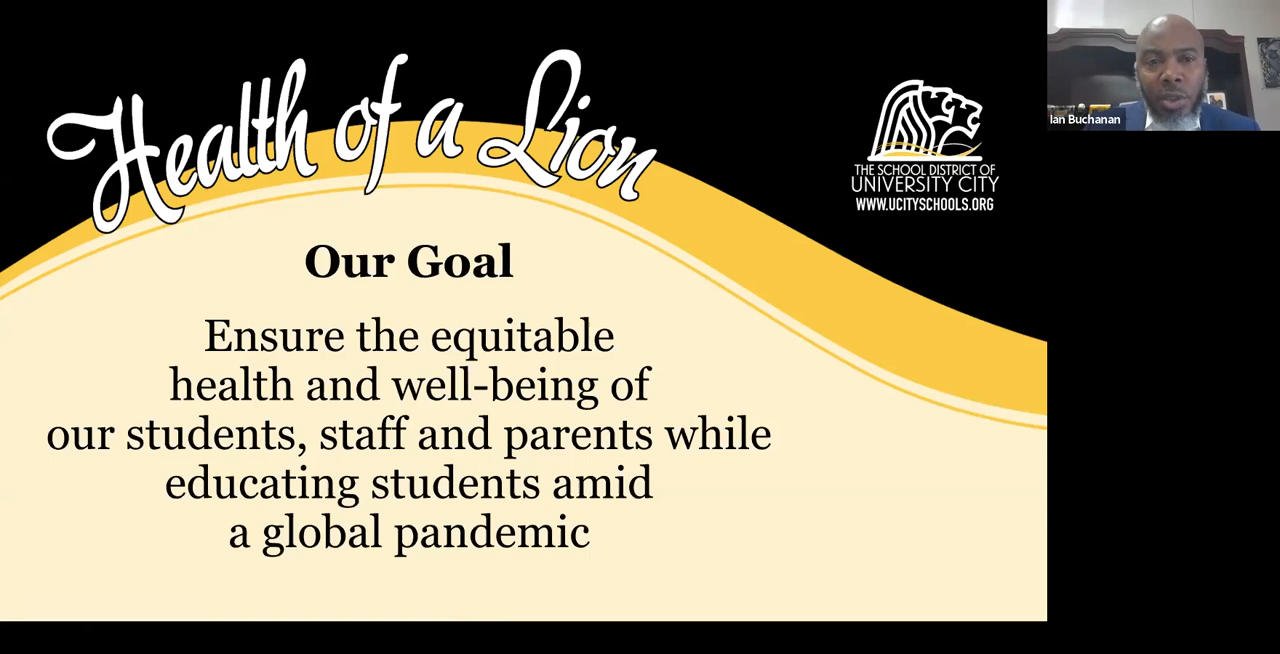 Health of a Lion
THE SCHOOL DISTRICT OF
UNIVERSITY CITY
WWW.UCITYSCHOOLS.ORG
Ian Buchanan
Our Goal
Ensure the equitable
health and well-being of
our students, staff and parents while
educating students amid
a global pandemic